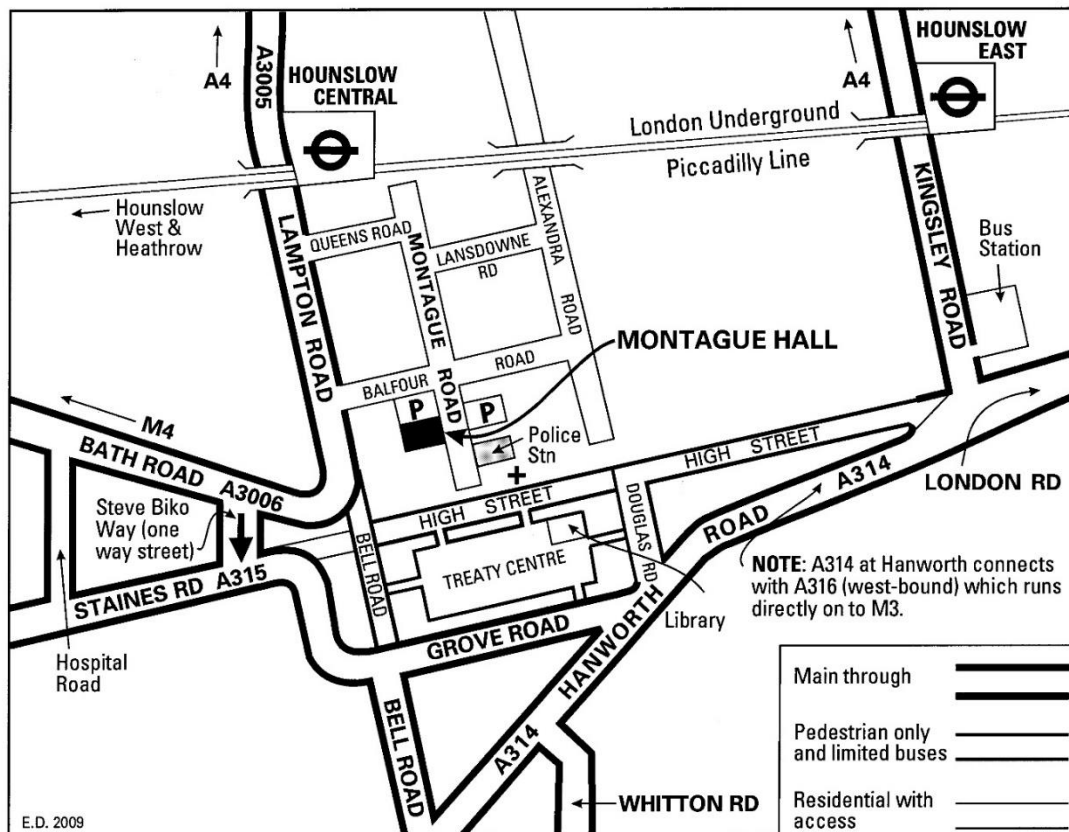 A4
A3005
HOUNSLOW
CENTRAL
A4
HOUNSLOW
EAST
London Underground
Piccadilly Line
Hounslow
West &
Heathrow
LAMPTON ROAD
QUEENS ROAD
MONTAGUE
ROAD
LANSDOWNE
RD
ALEXANDRA
ROAD
KINGSLEY ROAD
Bus
Station
MONTAGUE HALL
BALFOUR
ROAD
P
P
Police
Stn
M4
BATH ROAD A3006
Steve Biko
Way (one
way street)
STAINES RD A315
Hospital
Road
HIGH STREET
HIGH STREET
BELL ROAD
TREATY CENTRE
DOUGLAS RD
Library
GROVE ROAD
BELL ROAD
A314 HANWORTH ROAD A314
LONDON RD
NOTE: A314 at Hanworth connects
with A316 (west-bound) which runs
directly on to M3.
WHITTON RD
Main through
Pedestrian only
and limited buses
Residential with
access
E.D. 2009